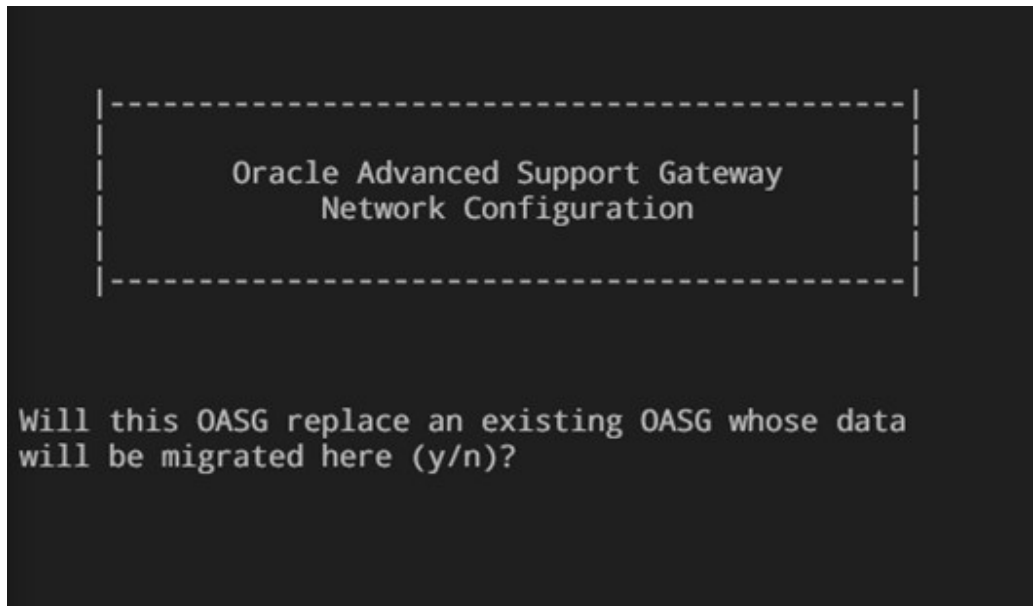 |---------------------------------------------|
Oracle Advanced Support Gateway
Network Configuration
|---------------------------------------------|
Will this OASG replace an existing OASG whose data
will be migrated here (y/n)?